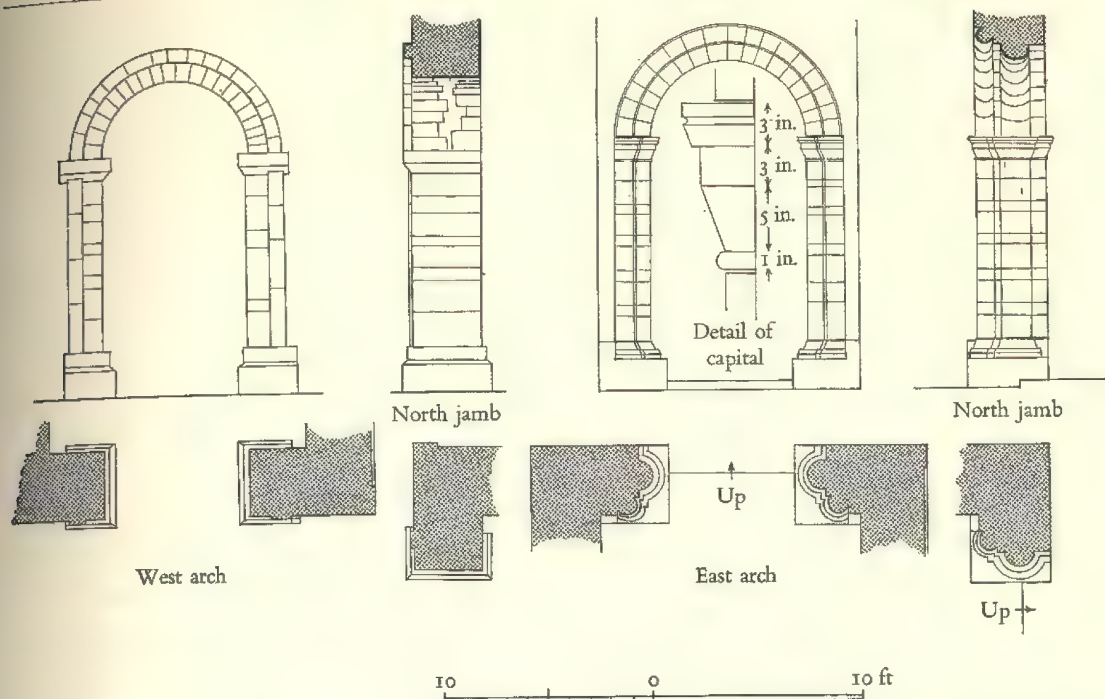 3 in.
3 in.
5 in.
1 in.
Detail of
capital
North jamb
North jamb
Up
West arch
East arch
Up
10 0 10 ft